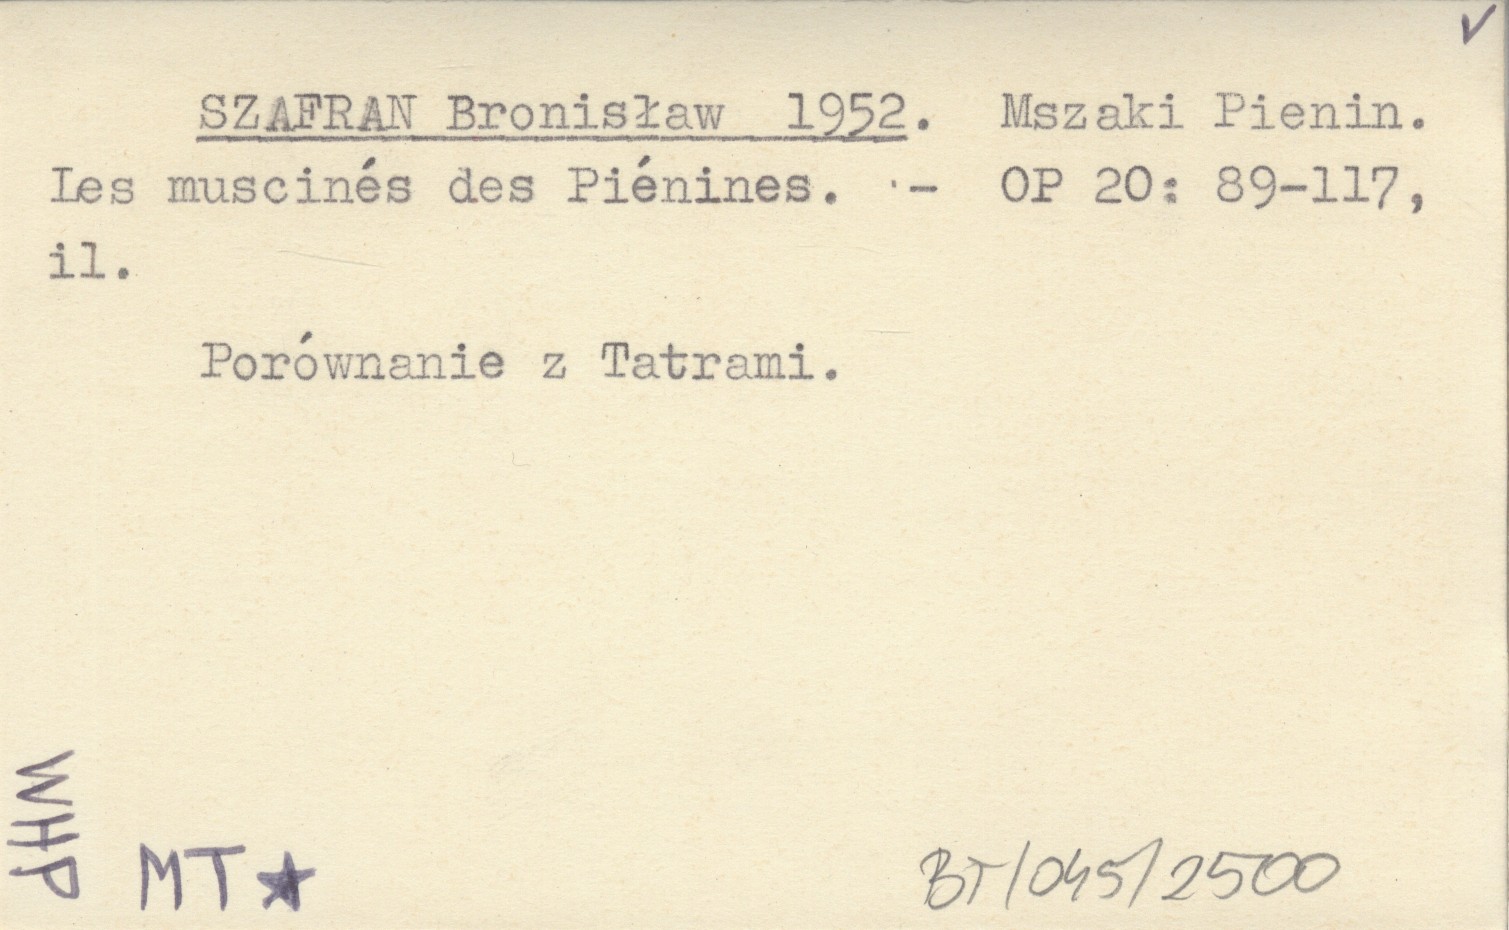 SZAFRAN Bronisław 1952. Mszaki Pienin.
Les muscinés des Piénines. - OP 20: 89-117,
il.
Porównanie z Tatrami.
WHP
MT★
BT/045/2500